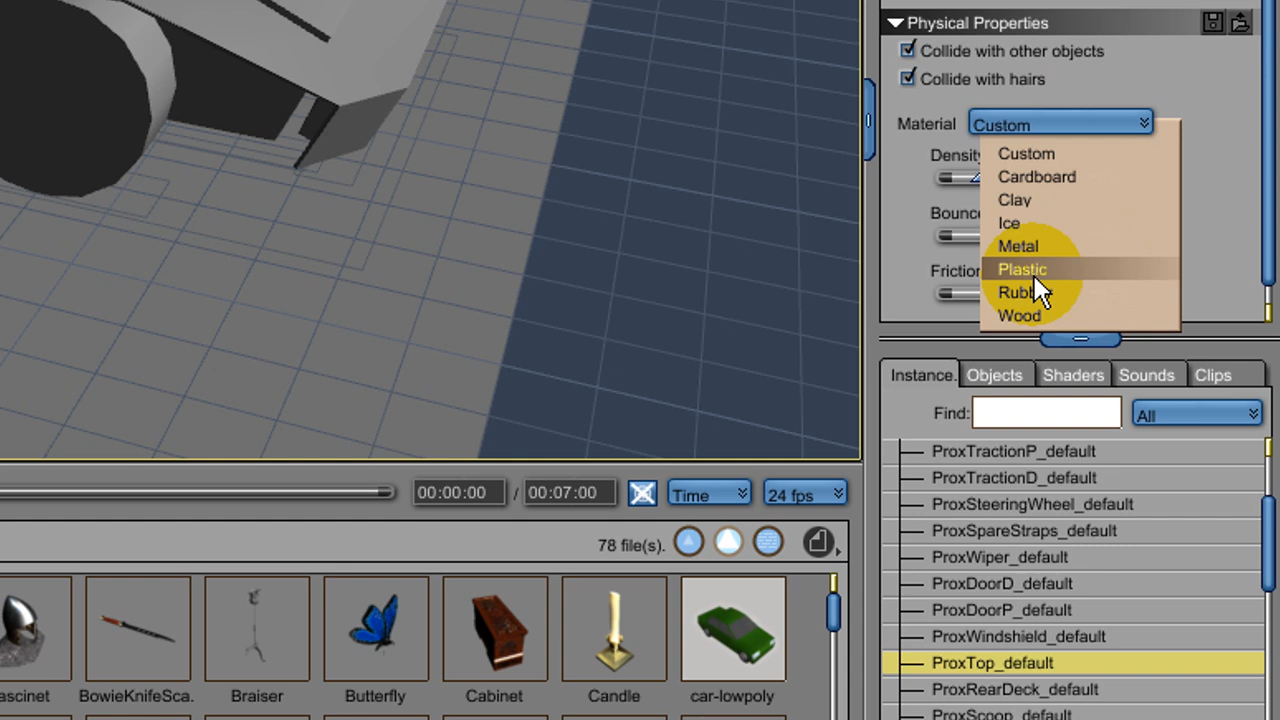 Physical Properties
Collide with other objects
Collide with hairs
Material Custom
Custom
Cardboard
Clay
Ice
Metal
Plastic
Wood
Bounce
Instance. Objects Shaders Sounds Clips
Find: All
ProxTractionP_default
ProxTractionD_default
ProxSteeringWheel_default
ProxSpareStraps_default
ProxWiper_default
ProxDoorD_default
ProxDoorP_default
ProxWindshield_default
ProxTop_default
ProxRearDeck_default
ProxScoop_default
00:00:00 / 00:07:00 Time 24 fps
78 file(s).
ascinet BowieKnifeSca. Braiser Butterfly Cabinet Candle car-lowpoly